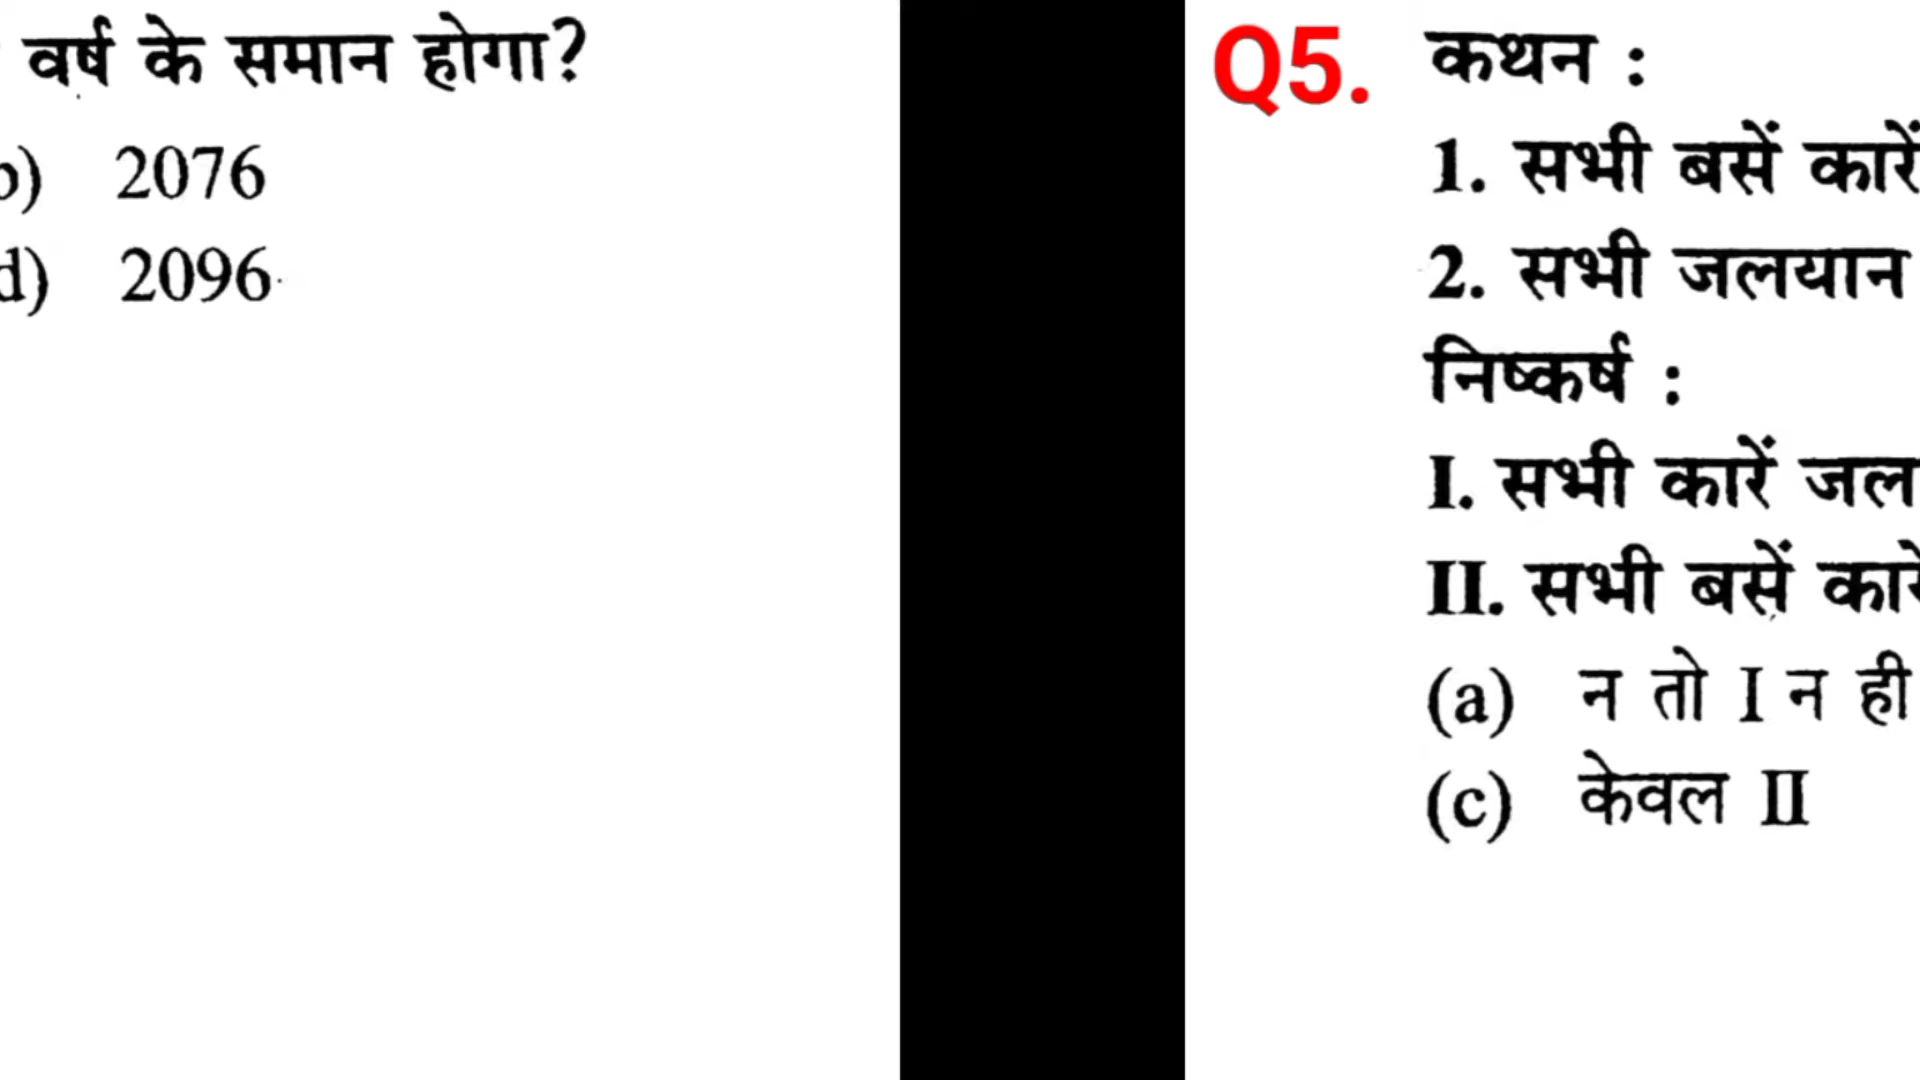 वर्ष के समान होगा?
b) 2076
d) 2096
Q5. कथन :
1. सभी बसें कारें
2. सभी जलयान
निष्कर्ष :
I. सभी कारें जल
II. सभी बसें कारें
(a) न तो I न ही
(c) केवल II